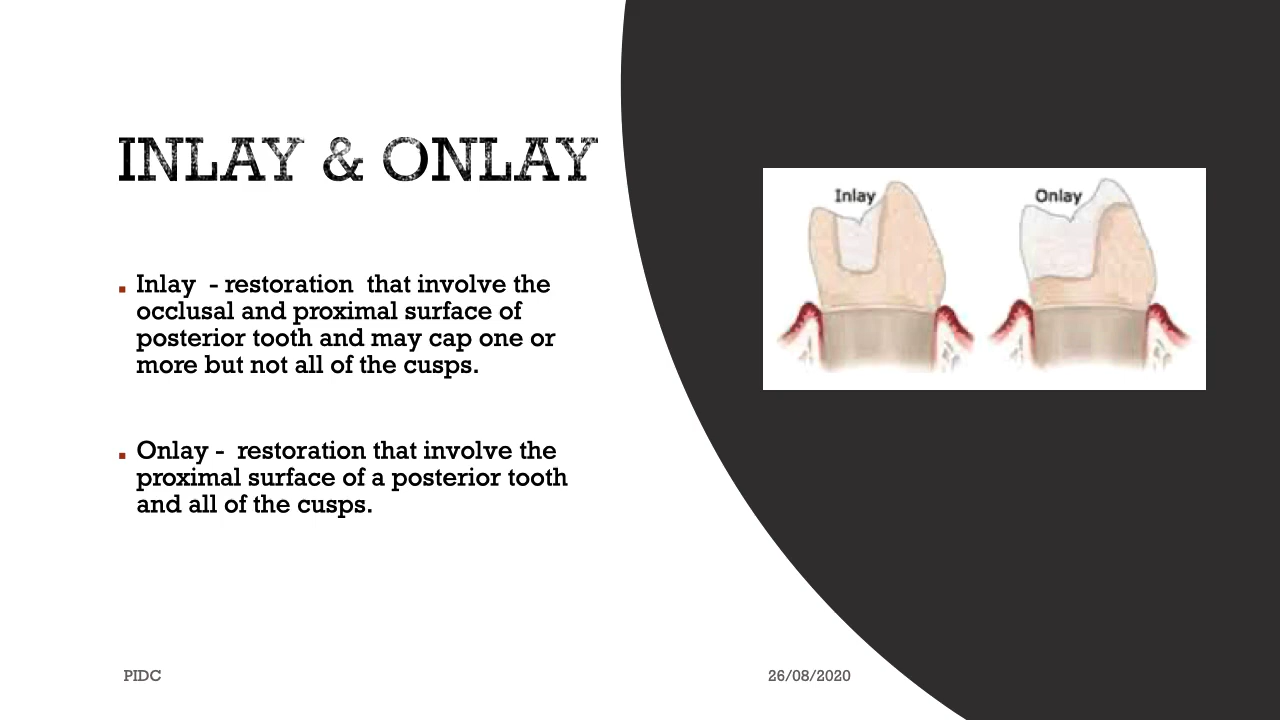 INLAY & ONLAY
Inlay - restoration that involve the
occlusal and proximal surface of
posterior tooth and may cap one or
more but not all of the cusps.
Onlay - restoration that involve the
proximal surface of a posterior tooth
and all of the cusps.
Inlay
Onlay
PIDC
26/08/2020